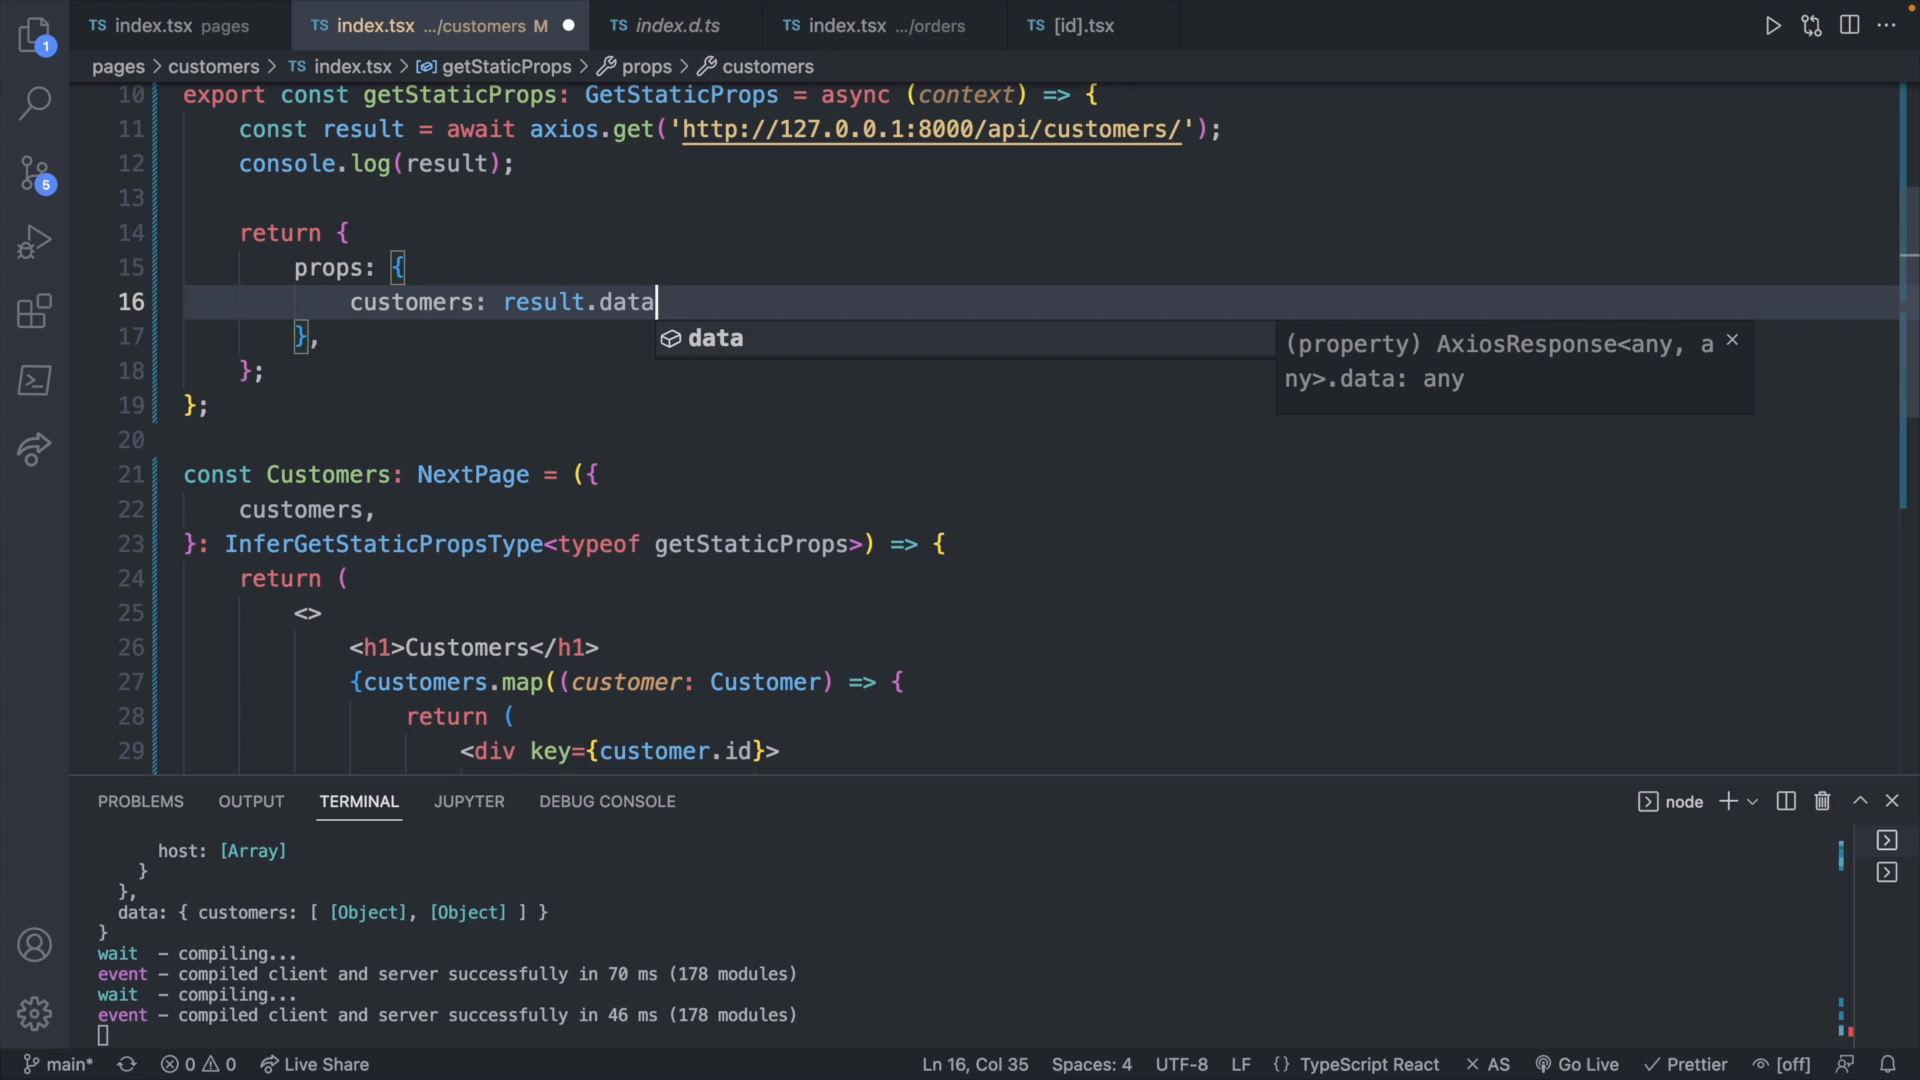 1
5
TS index.tsx pages
TS index.tsx .../customers M
TS index.d.ts
TS index.tsx .../orders
TS [id].tsx
pages > customers > TS index.tsx > getStaticProps > props > customers
10 export const getStaticProps: GetStaticProps = async (context) => {
11 const result = await axios.get('http://127.0.0.1:8000/api/customers/');
12 console.log(result);
13
14 return {
15 props: {
16 customers: result.data
17 },
18 };
19 };
20
21 const Customers: NextPage = ({
22 customers,
23 }: InferGetStaticPropsType<typeof getStaticProps>) => {
24 return (
25 <>
26 <h1>Customers</h1>
27 {customers.map((customer: Customer) => {
28 return (
29 <div key={customer.id}>
data
(property) AxiosResponse<any, a
ny>.data: any
PROBLEMS OUTPUT TERMINAL JUPYTER DEBUG CONSOLE
node
host: [Array]
}
},
data: { customers: [ [Object], [Object] ] }
}
wait - compiling...
event - compiled client and server successfully in 70 ms (178 modules)
wait - compiling...
event - compiled client and server successfully in 46 ms (178 modules)
main* 0 0 Live Share Ln 16, Col 35 Spaces: 4 UTF-8 LF {} TypeScript React AS Go Live Prettier [off]